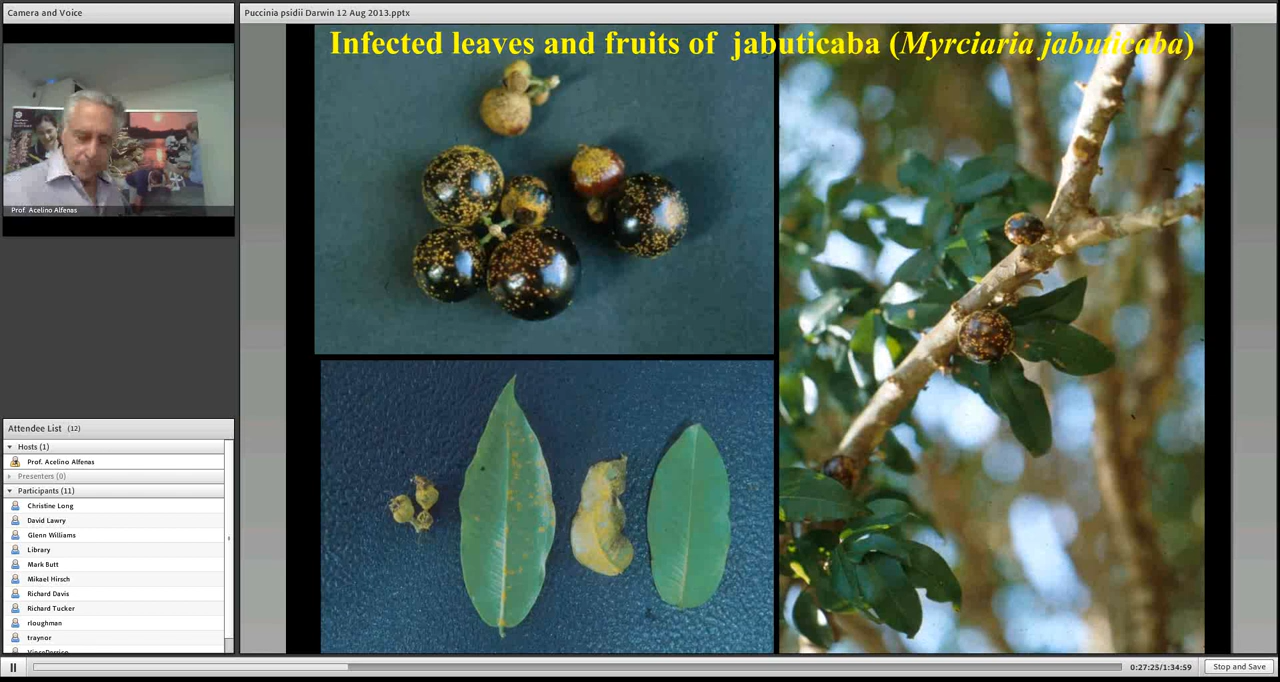 Camera and Voice
Prof. Acelino Alfenas
Attendee List (12)
Hosts (1)
Prof. Acelino Alfenas
Presenters (0)
Participants (11)
Christine Long
David Lawry
Glenn Williams
Library
Mark Butt
Mikael Hirsch
Richard Davis
Richard Tucker
rloughman
traynor
Puccinia psidii Darwin 12 Aug 2013.pptx
Infected leaves and fruits of jabuticaba (Myrciaria jabuticaba)
0:27:25/1:34:59
Stop and Save